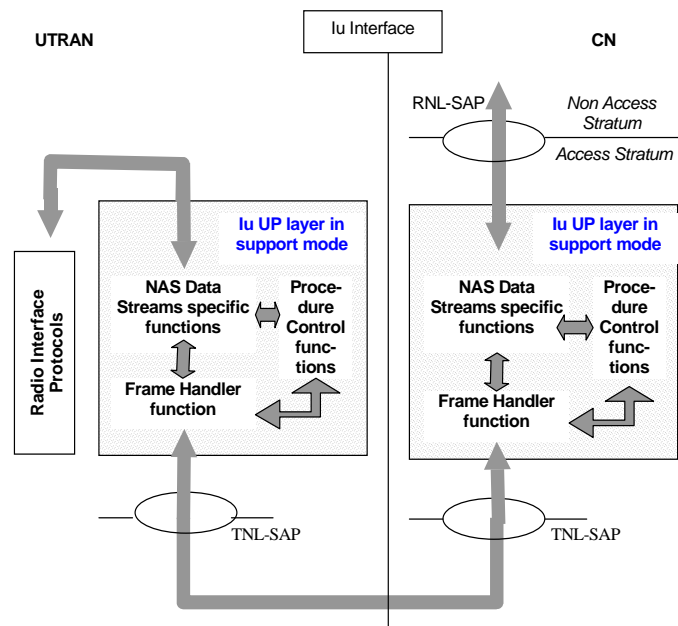 Iu Interface
UTRAN
CN
RNL-SAP
Non Access
Stratum
Access Stratum
Iu UP layer in
support mode
NAS Data
Streams specific
functions
Proce-
dure
Control
func-
tions
Frame Handler
function
Radio Interface
Protocols
TNL-SAP
Iu UP layer in
support mode
NAS Data
Streams specific
functions
Proce-
dure
Control
func-
tions
Frame Handler
function
TNL-SAP